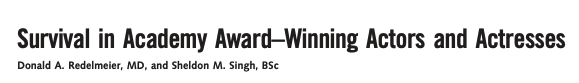 Survival in Academy Award–Winning Actors and Actresses
Donald A. Redelmeier, MD, and Sheldon M. Singh, BSc